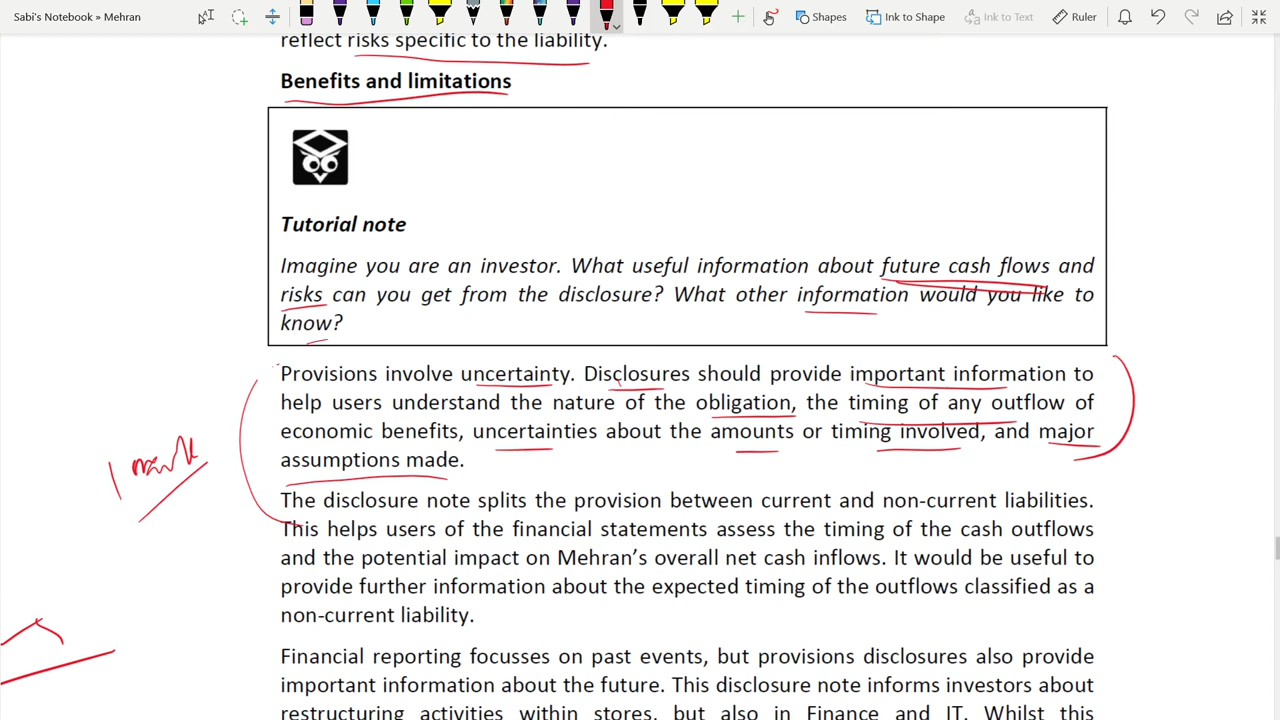 Sabi's Notebook » Mehran
Shapes
Ink to Shape
Ink to Text
Ruler
reflect risks specific to the liability.
Benefits and limitations
Tutorial note
Imagine you are an investor. What useful information about future cash flows and
risks can you get from the disclosure? What other information would you like to
know?
Provisions involve uncertainty. Disclosures should provide important information to
help users understand the nature of the obligation, the timing of any outflow of
economic benefits, uncertainties about the amounts or timing involved, and major
assumptions made.
1 mark
The disclosure note splits the provision between current and non-current liabilities.
This helps users of the financial statements assess the timing of the cash outflows
and the potential impact on Mehran's overall net cash inflows. It would be useful to
provide further information about the expected timing of the outflows classified as a
non-current liability.
Financial reporting focusses on past events, but provisions disclosures also provide
important information about the future. This disclosure note informs investors about
restructuring activities within stores, but also in Finance and IT. Whilst this